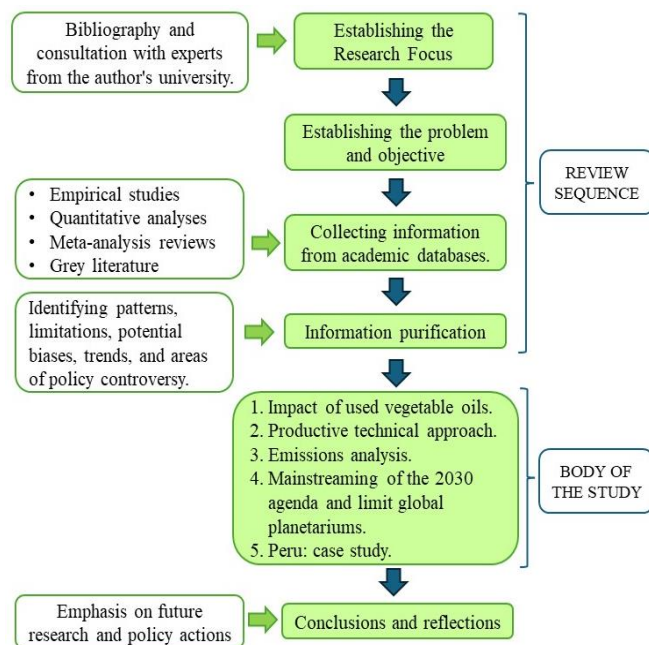 Bibliography and
consultation with experts
from the author's university.
Establishing the
Research Focus
Establishing the problem
and objective
REVIEW
SEQUENCE
• Empirical studies
• Quantitative analyses
• Meta-analysis reviews
• Grey literature
Collecting information
from academic databases.
Identifying patterns,
limitations, potential
biases, trends, and areas
of policy controversy.
Information purification
1. Impact of used vegetable oils.
2. Productive technical approach.
3. Emissions analysis.
4. Mainstreaming of the 2030
agenda and limit global
planetariums.
5. Peru: case study.
BODY OF
THE STUDY
Emphasis on future
research and policy actions
Conclusions and reflections